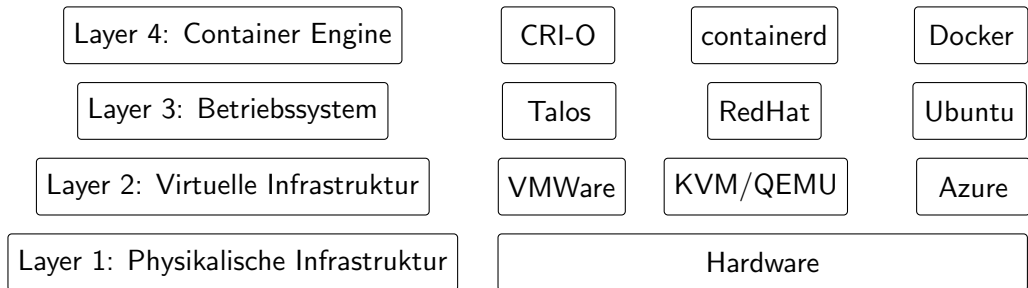 Layer 4: Container Engine CRI-O containerd Docker
Layer 3: Betriebssystem Talos RedHat Ubuntu
Layer 2: Virtuelle Infrastruktur VMWare KVM/QEMU Azure
Layer 1: Physikalische Infrastruktur Hardware